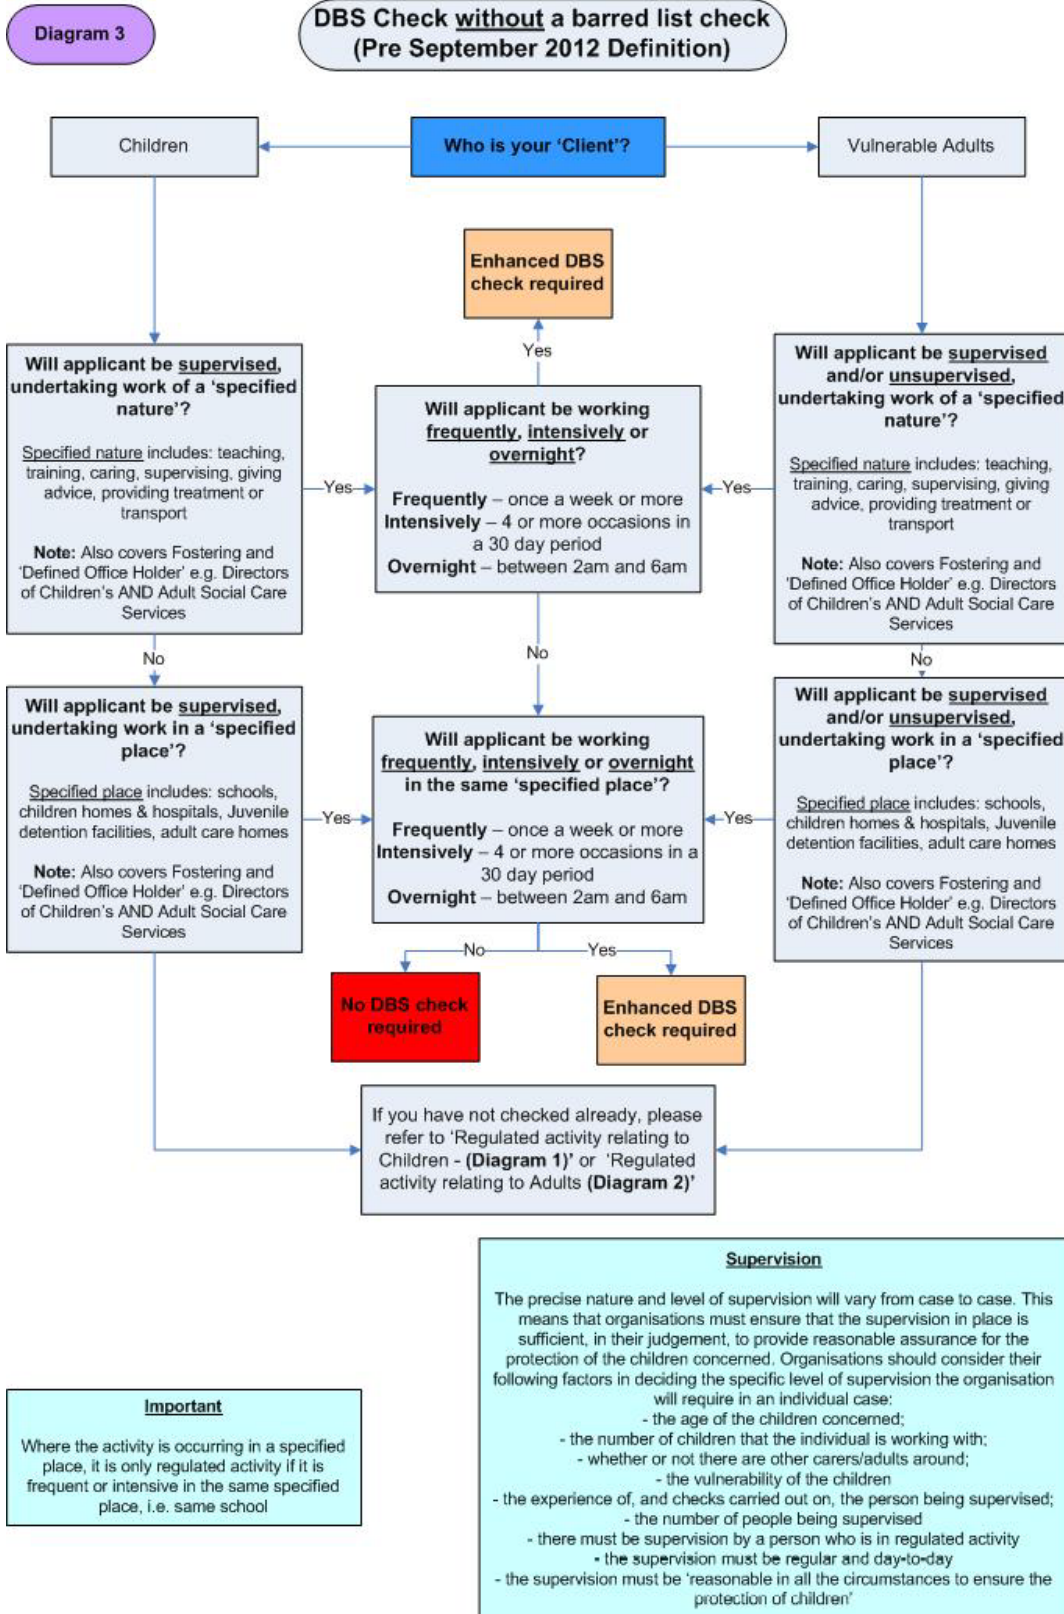 Diagram 3
DBS Check without a barred list check
(Pre September 2012 Definition)
Children
Who is your ‘Client’?
Vulnerable Adults
Enhanced DBS
check required
Yes
Will applicant be supervised,
undertaking work of a ‘specified
nature’?
Specified nature includes: teaching,
training, caring, supervising, giving
advice, providing treatment or
transport
Note: Also covers Fostering and
‘Defined Office Holder’ e.g. Directors
of Children’s AND Adult Social Care
Services
Yes
Will applicant be working
frequently, intensively or
overnight?
Frequently – once a week or more
Intensively – 4 or more occasions in
a 30 day period
Overnight – between 2am and 6am
Yes
Will applicant be supervised
and/or unsupervised,
undertaking work of a ‘specified
nature’?
Specified nature includes: teaching,
training, caring, supervising, giving
advice, providing treatment or
transport
Note: Also covers Fostering and
‘Defined Office Holder’ e.g. Directors
of Children’s AND Adult Social Care
Services
No
No
No
Will applicant be supervised,
undertaking work in a ‘specified
place’?
Specified place includes: schools,
children homes & hospitals, Juvenile
detention facilities, adult care homes
Note: Also covers Fostering and
‘Defined Office Holder’ e.g. Directors
of Children’s AND Adult Social Care
Services
Yes
Will applicant be working
frequently, intensively or overnight
in the same ‘specified place’?
Frequently – once a week or more
Intensively – 4 or more occasions in a
30 day period
Overnight – between 2am and 6am
Yes
Will applicant be supervised
and/or unsupervised,
undertaking work in a ‘specified
place’?
Specified place includes: schools,
children homes & hospitals, Juvenile
detention facilities, adult care homes
Note: Also covers Fostering and
‘Defined Office Holder’ e.g. Directors
of Children’s AND Adult Social Care
Services
No
Yes
No DBS check
required
Enhanced DBS
check required
If you have not checked already, please
refer to ‘Regulated activity relating to
Children - (Diagram 1)’ or ‘Regulated
activity relating to Adults (Diagram 2)’
Important
Where the activity is occurring in a specified
place, it is only regulated activity if it is
frequent or intensive in the same specified
place, i.e. same school
Supervision
The precise nature and level of supervision will vary from case to case. This
means that organisations must ensure that the supervision in place is
sufficient, in their judgement, to provide reasonable assurance for the
protection of the children concerned. Organisations should consider their
following factors in deciding the specific level of supervision the organisation
will require in an individual case:
- the age of the children concerned;
- the number of children that the individual is working with;
- whether or not there are other carers/adults around;
- the vulnerability of the children
- the experience of, and checks carried out on, the person being supervised;
- the number of people being supervised
- there must be supervision by a person who is in regulated activity
- the supervision must be regular and day-to-day
- the supervision must be ‘reasonable in all the circumstances to ensure the
protection of children’